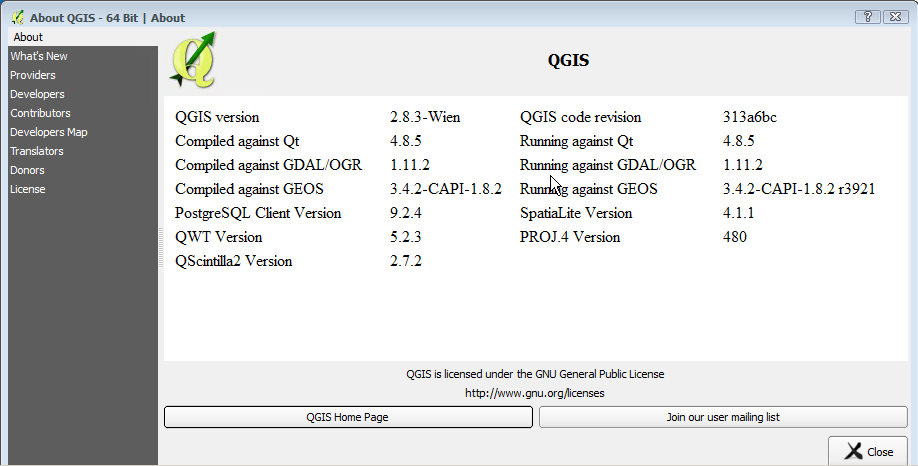 About QGIS - 64 Bit | About
About
What's New
Providers
Developers
Contributors
Developers Map
Translators
Donors
License
QGIS
QGIS version 2.8.3-Wien QGIS code revision 313a6bc
Compiled against Qt 4.8.5 Running against Qt 4.8.5
Compiled against GDAL/OGR 1.11.2 Running against GDAL/OGR 1.11.2
Compiled against GEOS 3.4.2-CAPI-1.8.2 Running against GEOS 3.4.2-CAPI-1.8.2 r3921
PostgreSQL Client Version 9.2.4 SpatiaLite Version 4.1.1
QWT Version 5.2.3 PROJ.4 Version 480
QScintilla2 Version 2.7.2
QGIS is licensed under the GNU General Public License
http://www.gnu.org/licenses
QGIS Home Page Join our user mailing list
Close